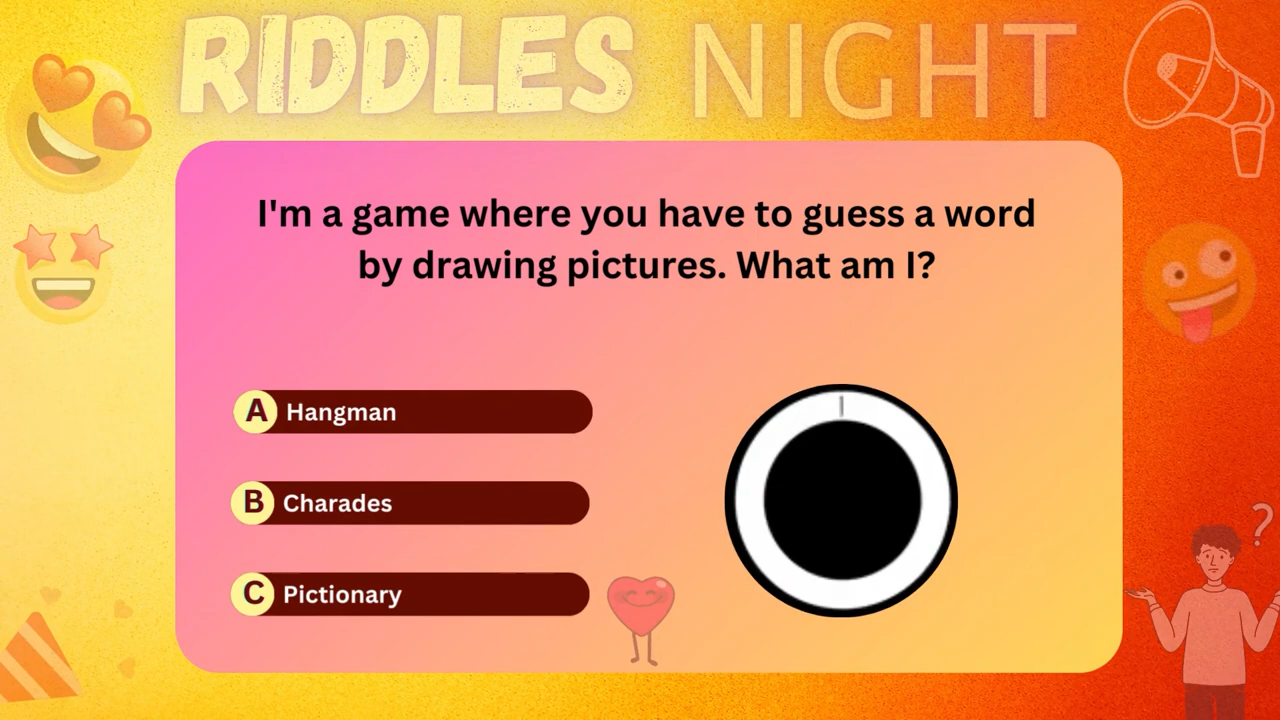 RIDDLES NIGHT
I'm a game where you have to guess a word
by drawing pictures. What am I?
A Hangman
B Charades
C Pictionary
?